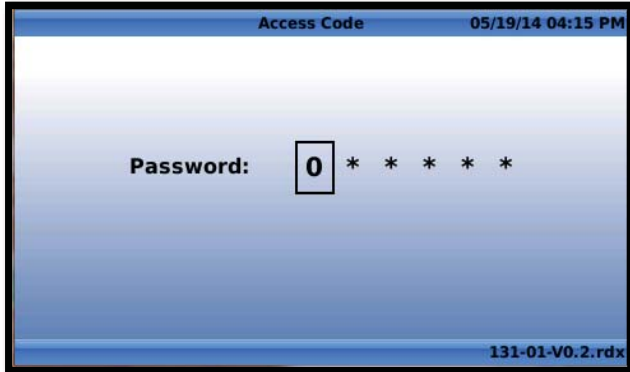 Access Code 05/19/14 04:15 PM
Password: 0 * * * * *
131-01-V0.2.rdx